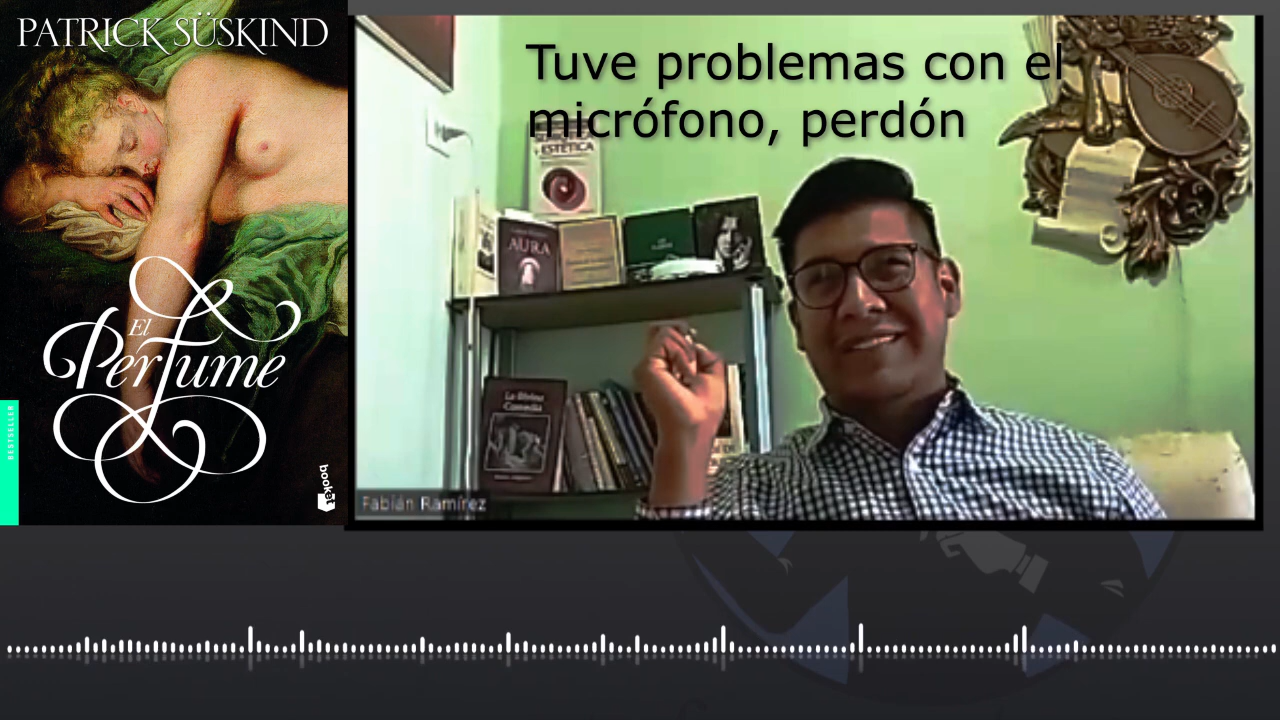 PATRICK SÜSKIND
El
Perfume
BESTSELLER
booket
Tuve problemas con el
micrófono, perdón
ESTÉTICA
AURA
La Divina
Comedia
Fabián Ramírez